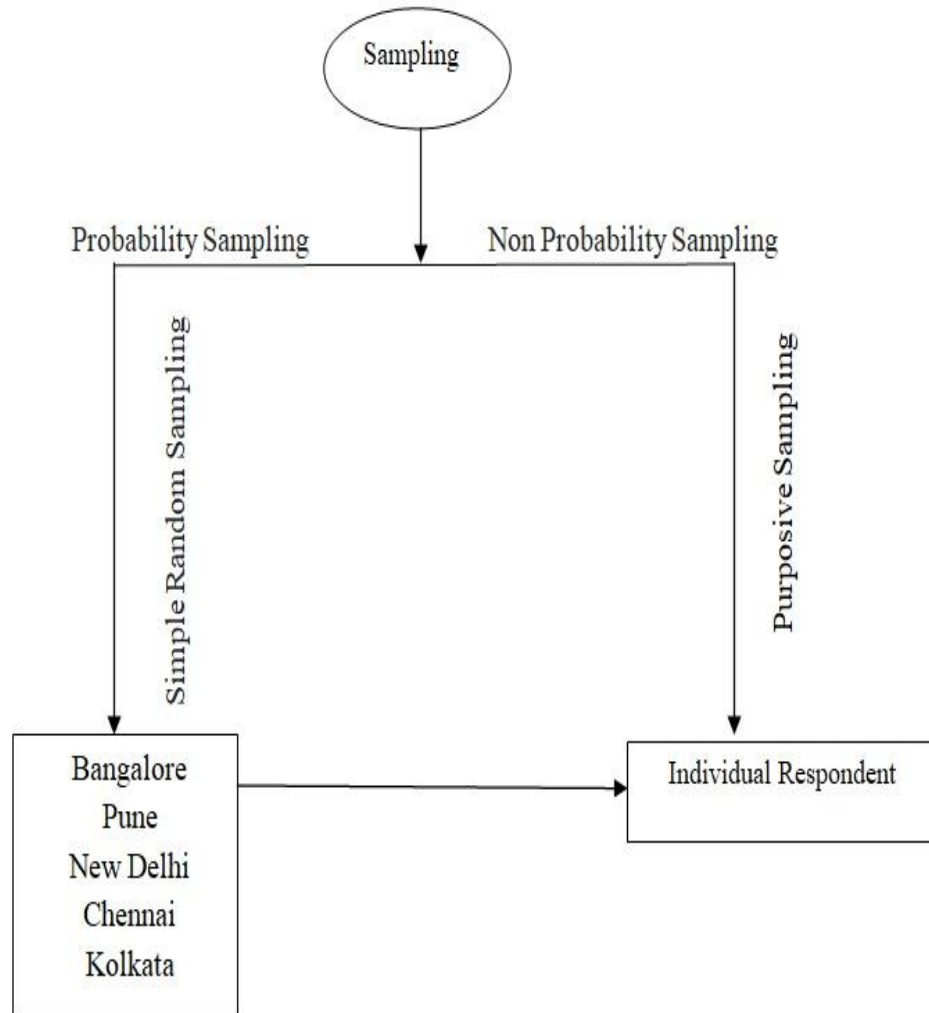 Sampling
Probability Sampling
Non Probability Sampling
Simple Random Sampling
Purposive Sampling
Bangalore
Pune
New Delhi
Chennai
Kolkata
Individual Respondent